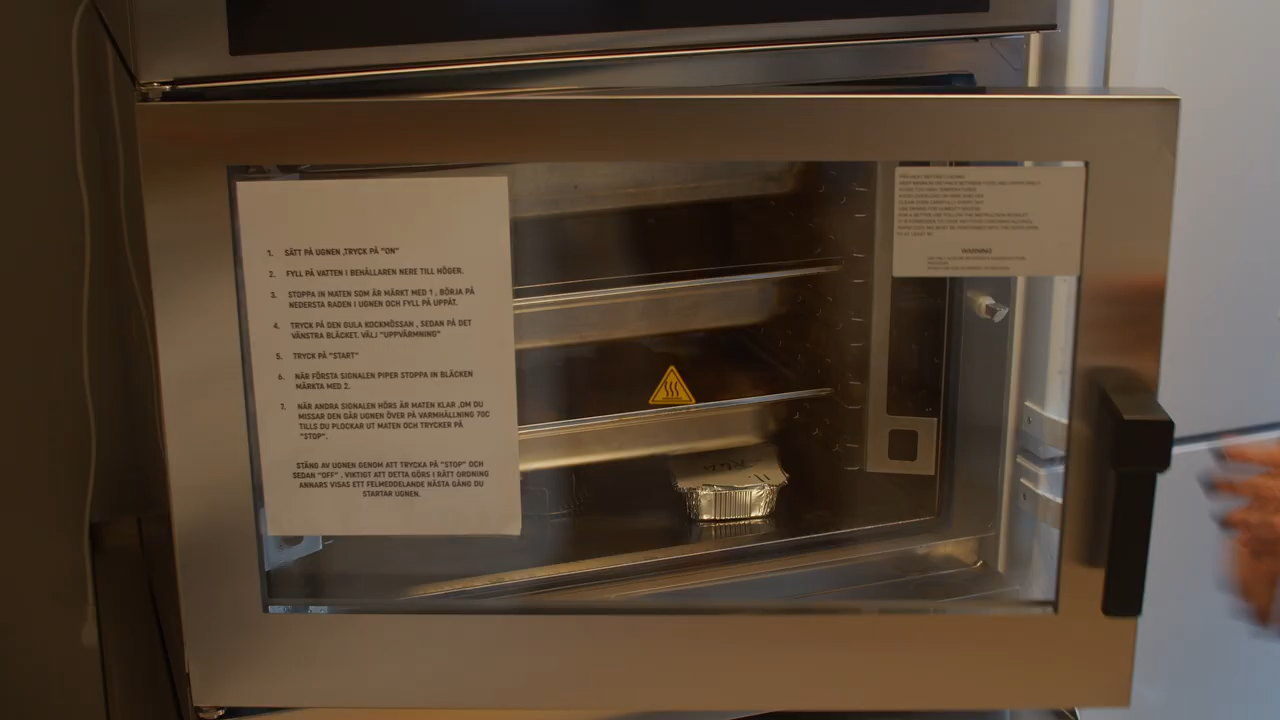 1. SÄTT PÅ UGNEN ,TRYCK PÅ "ON"
2. FYLL PÅ VATTEN I BEHÅLLAREN NERE TILL HÖGER.
3. STOPPA IN MATEN SOM ÄR MÄRKT MED 1 , BÖRJA PÅ
NEDERSTA RADEN I UGNEN OCH FYLL PÅ UPPÅT.
4. TRYCK PÅ DEN GULA KOCKMÖSSAN , SEDAN PÅ DET
VÄNSTRA BLÄCKET. VÄLJ "UPPVÄRMNING"
5. TRYCK PÅ "START"
6. NÄR FÖRSTA SIGNALEN PIPER STOPPA IN BLÄCKEN
MÄRKTA MED 2.
7. NÄR ANDRA SIGNALEN HÖRS ÄR MATEN KLAR ,OM DU
MISSAR DEN GÅR UGNEN ÖVER PÅ VARMHÅLLNING 70C
TILLS DU PLOCKAR UT MATEN OCH TRYCKER PÅ
"STOP".
STÄNG AV UGNEN GENOM ATT TRYCKA PÅ "STOP" OCH
SEDAN "OFF" , VIKTIGT ATT DETTA GÖRS I RÄTT ORDNING
ANNARS VISAS ETT FELMEDDELANDE NÄSTA GÅNG DU
STARTAR UGNEN.
WARNING